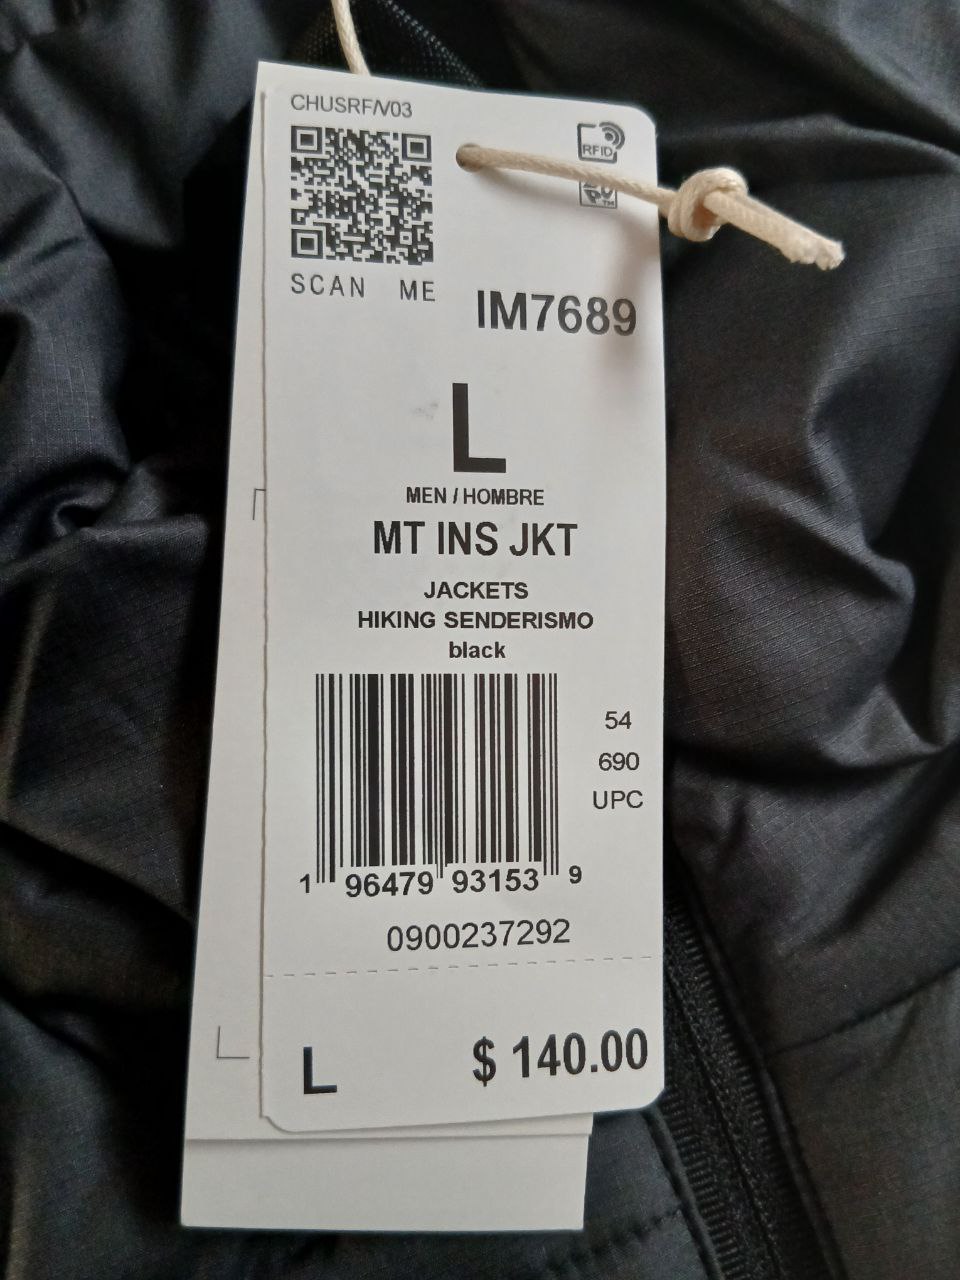 CHUSRF/V03
RFID
SCAN ME
IM7689
L
MEN / HOMBRE
MT INS JKT
JACKETS
HIKING SENDERISMO
black
54
690
UPC
1 96479 93153 9
0900237292
L
$ 140.00